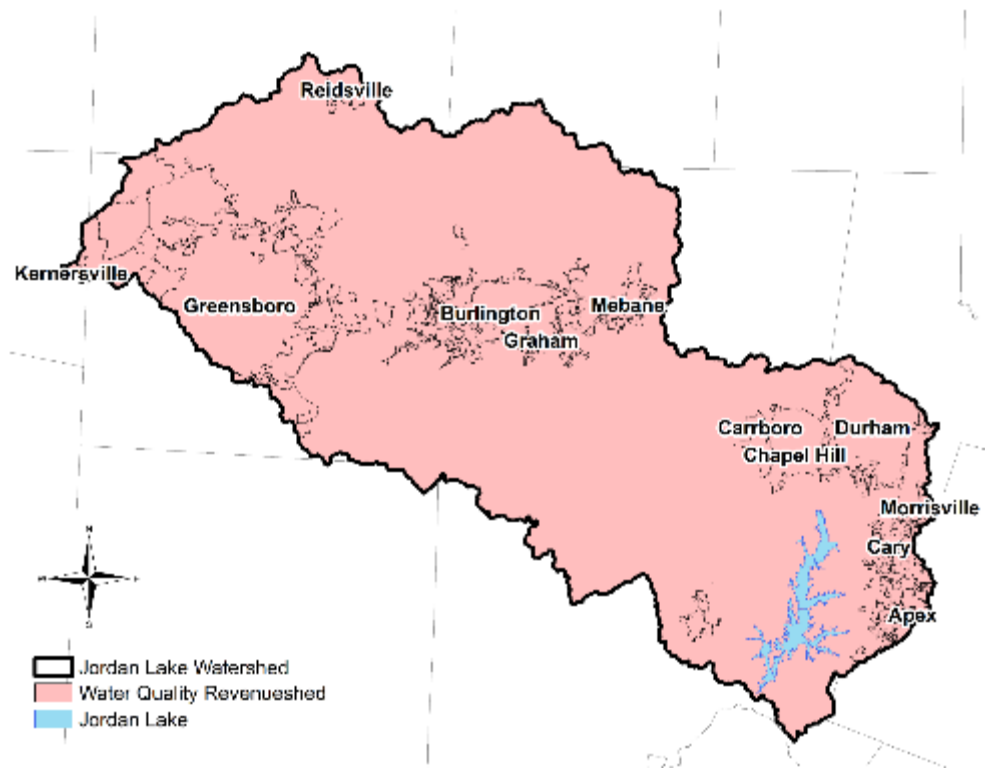 Reidsville
Kernersville
Greensboro
Burlington
Mebane
Graham
Carrboro
Durham
Chapel Hill
Morrisville
Cary
Apex
N
S
Jordan Lake Watershed
Water Quality Revenueshed
Jordan Lake